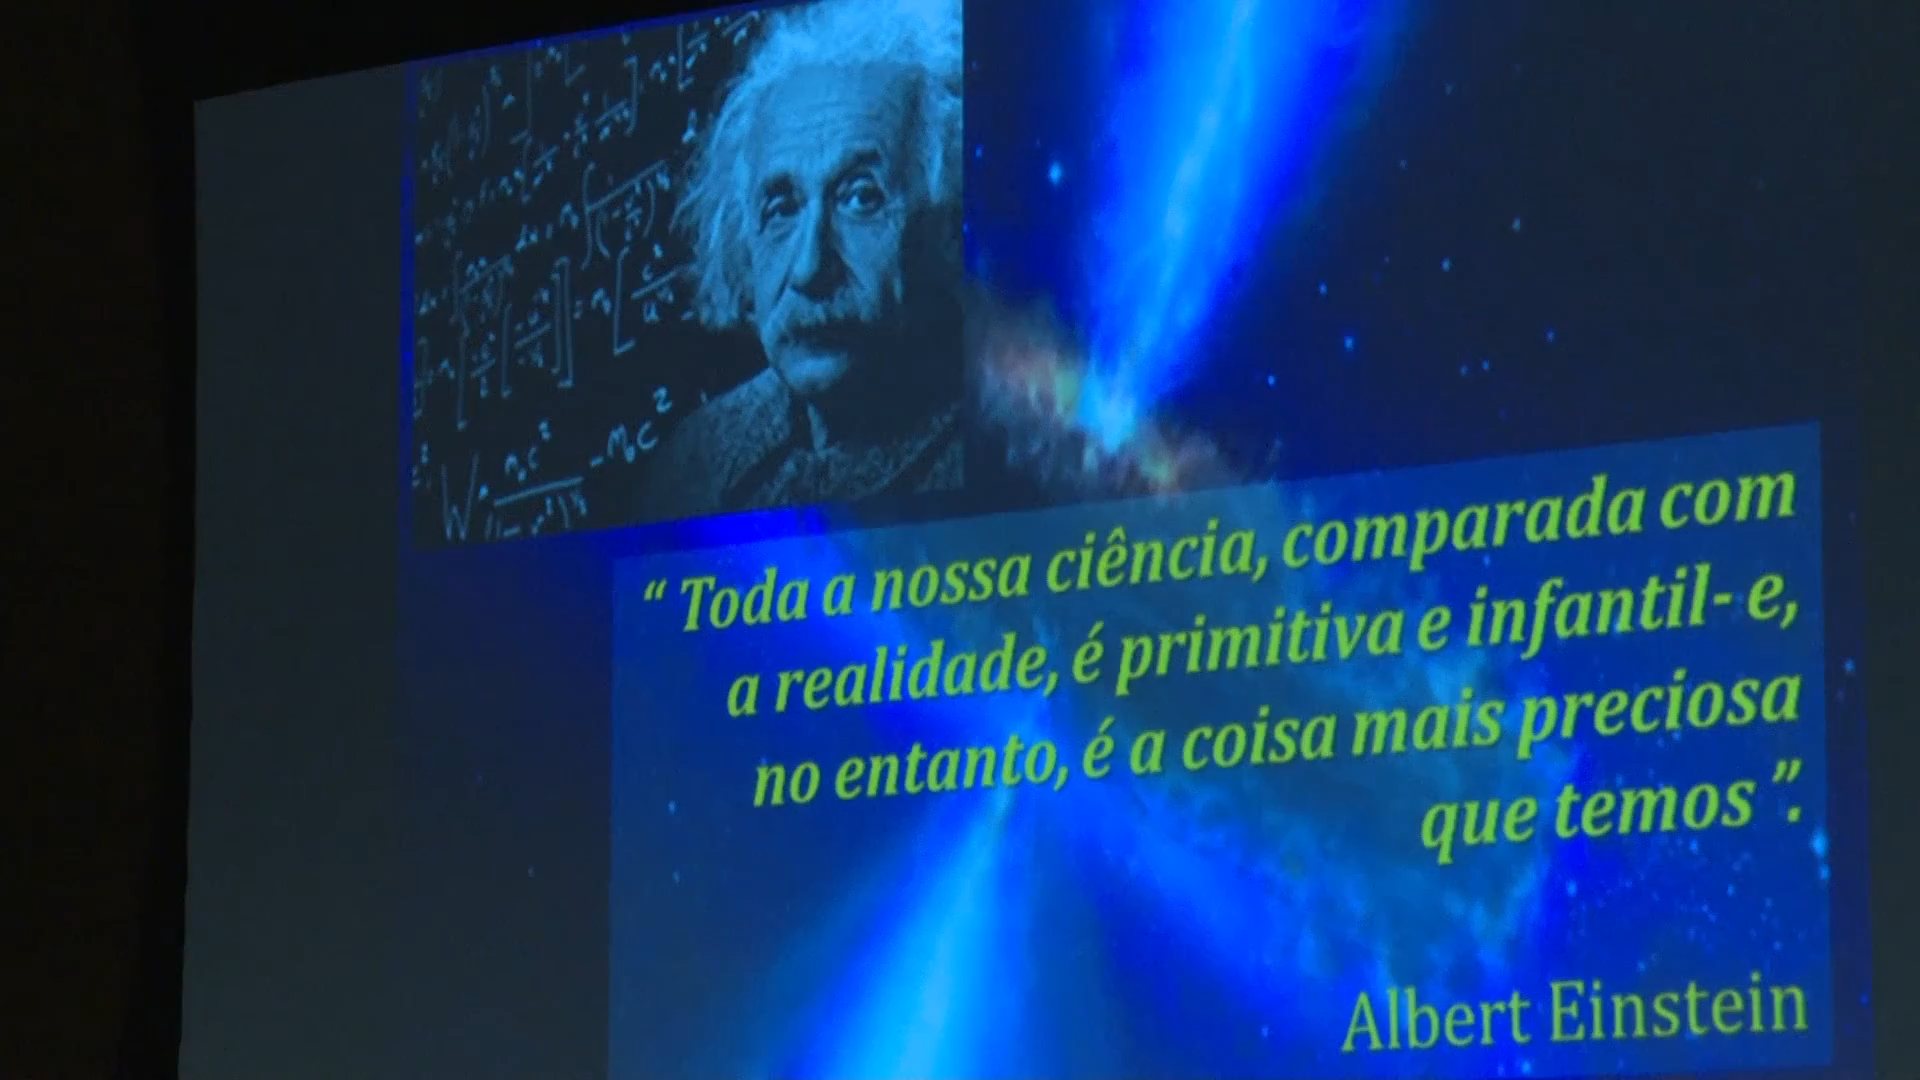 “ Toda a nossa ciência, comparada com
a realidade, é primitiva e infantil- e,
no entanto, é a coisa mais preciosa
que temos ”.
Albert Einstein